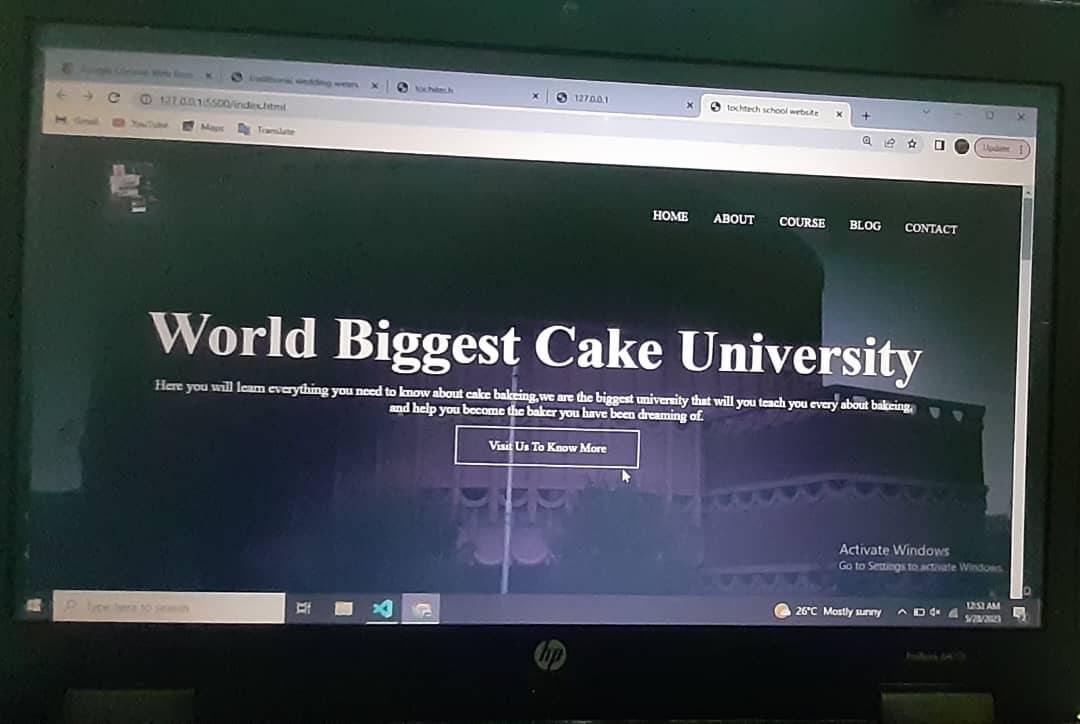 traditional wedding wears
tochitech
127.0.0.1
tochtech school website
127.0.0.1:5500/index.html
Gmail
YouTube
Maps
Translate
Update
HOME
ABOUT
COURSE
BLOG
CONTACT
World Biggest Cake University
Here you will learn everything you need to know about cake bakeing,we are the biggest university that will you teach you every about bakeing,
and help you become the baker you have been dreaming of.
Visit Us To Know More
Activate Windows
Go to Settings to activate Windows.
Type here to search
26°C Mostly sunny
12:52 AM
5/28/2023
hp